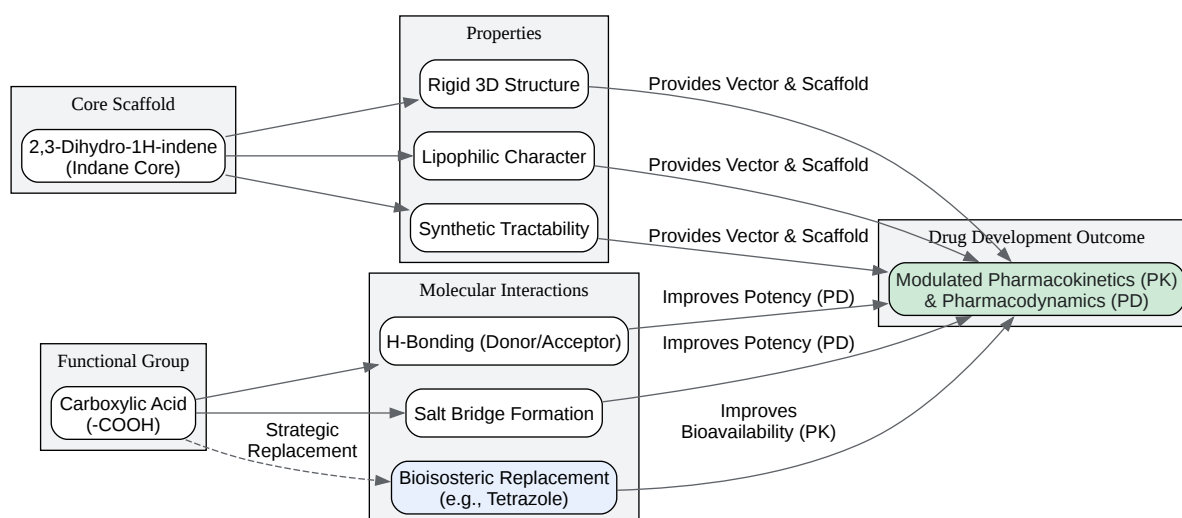 Properties
Rigid 3D Structure
Lipophilic Character
Synthetic Tractability
Core Scaffold
2,3-Dihydro-1H-indene
(Indane Core)
Provides Vector & Scaffold
Provides Vector & Scaffold
Provides Vector & Scaffold
Drug Development Outcome
Modulated Pharmacokinetics (PK)
& Pharmacodynamics (PD)
Molecular Interactions
H-Bonding (Donor/Acceptor)
Salt Bridge Formation
Bioisosteric Replacement
(e.g., Tetrazole)
Improves Potency (PD)
Improves Potency (PD)
Improves
Bioavailability (PK)
Functional Group
Carboxylic Acid
(-COOH)
Strategic
Replacement